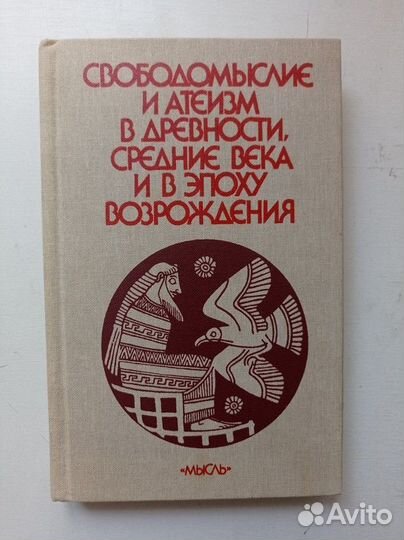 СВОБОДОМЫСЛИЕ
И АТЕИЗМ
В ДРЕВНОСТИ,
СРЕДНИЕ ВЕКА
И В ЭПОХУ
ВОЗРОЖДЕНИЯ
«МЫСЛЬ»
Avito